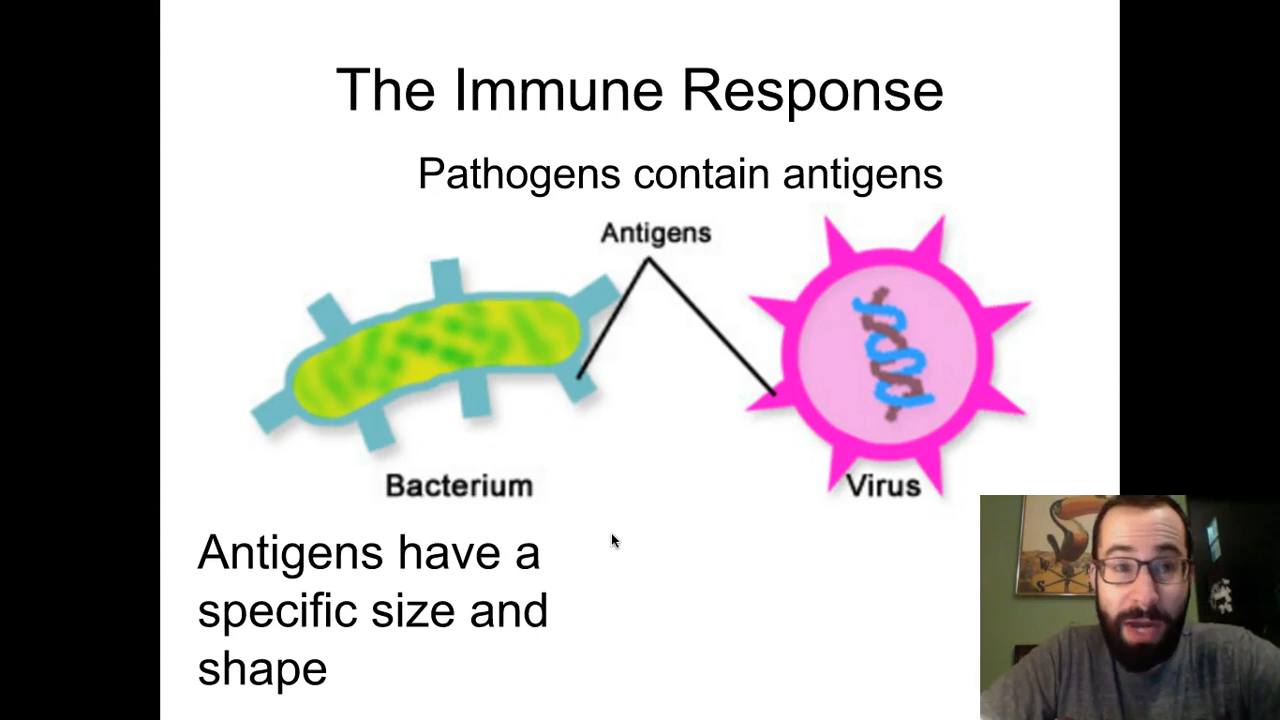 The Immune Response
Pathogens contain antigens
Antigens
Bacterium
Virus
Antigens have a
specific size and
shape